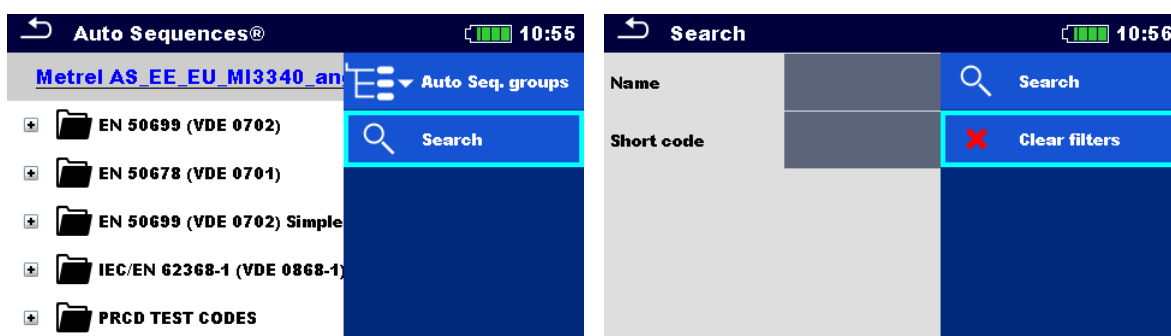 Auto Sequences®
10:55
Metrel AS_EE_EU_MI3340_an
Auto Seq. groups
EN 50699 (VDE 0702)
Search
EN 50678 (VDE 0701)
EN 50699 (VDE 0702) Simple
IEC/EN 62368-1 (VDE 0868-1)
PRCD TEST CODES
Search
10:56
Name
Search
Short code
Clear filters